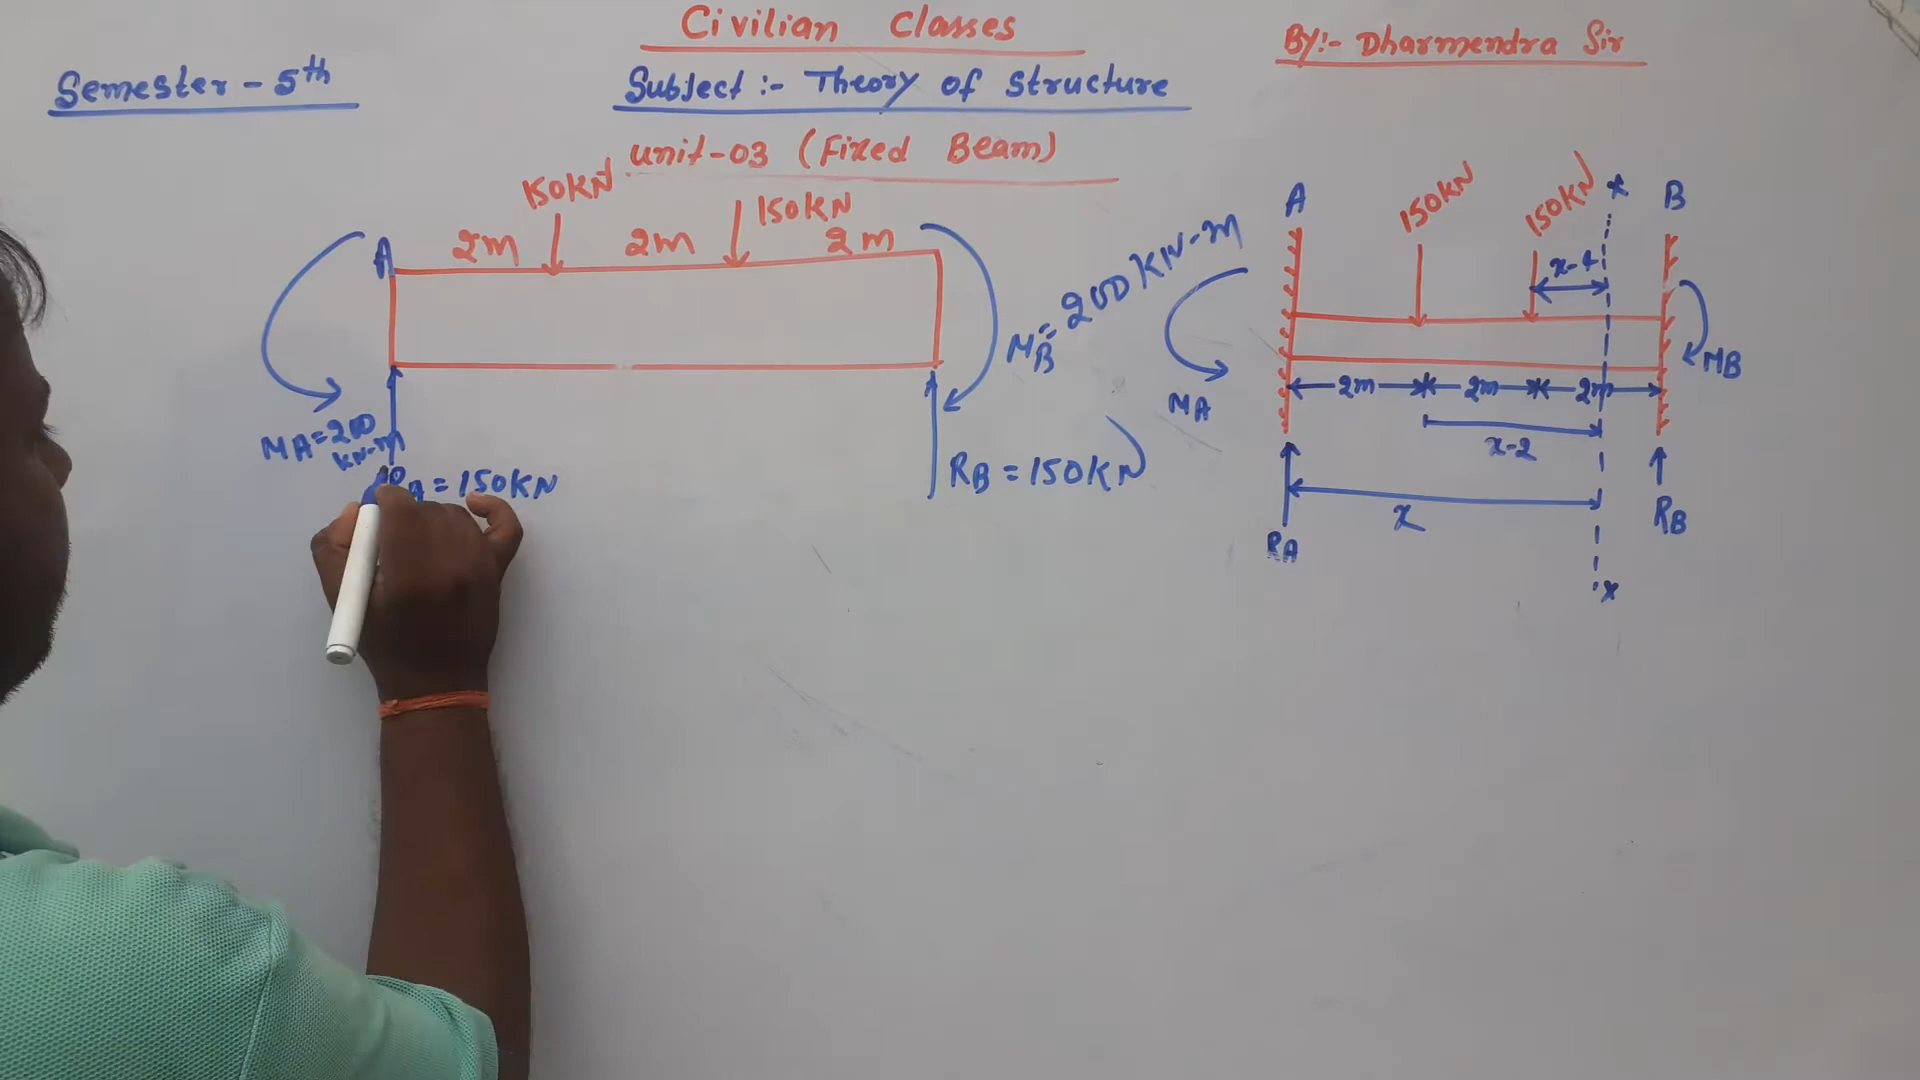 Civilian Classes
By:- Dharmendra Sir
Semester - 5th
Subject :- Theory of Structure
Unit-03 (Fixed Beam)
150KN
150KN
A
2m
2m
2m
MA=200
KN-m
RA = 150KN
MB= 200 KN-m
RB = 150KN
A
150KN
150KN
x
B
x-4
MA
MB
2m
2m
2m
x-2
x
RA
RB
x